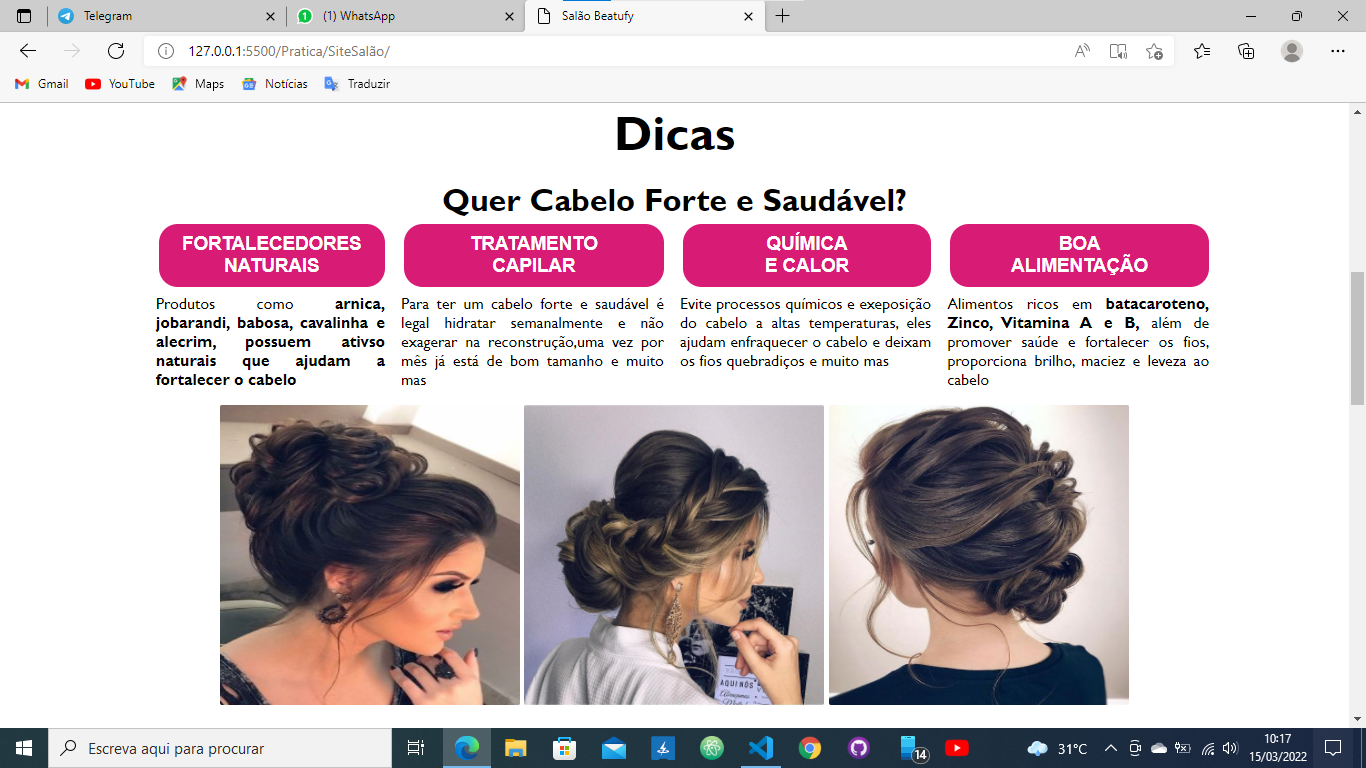 Telegram
(1) WhatsApp
Salão Beatufy
127.0.0.1:5500/Pratica/SiteSalão/
Gmail
YouTube
Maps
Notícias
Traduzir
Dicas
Quer Cabelo Forte e Saudável?
FORTALECEDORES
NATURAIS
Produtos como arnica,
jobarandi, babosa, cavalinha e
alecrim, possuem ativso
naturais que ajudam a
fortalecer o cabelo
TRATAMENTO
CAPILAR
Para ter um cabelo forte e saudável é
legal hidratar semanalmente e não
exagerar na reconstrução,uma vez por
mês já está de bom tamanho e muito
mas
QUÍMICA
E CALOR
Evite processos químicos e exeposição
do cabelo a altas temperaturas, eles
ajudam enfraquecer o cabelo e deixam
os fios quebradiços e muito mas
BOA
ALIMENTAÇÃO
Alimentos ricos em batacaroteno,
Zinco, Vitamina A e B, além de
promover saúde e fortalecer os fios,
proporciona brilho, maciez e leveza ao
cabelo
AQUI NÓS
Escreva aqui para procurar
14
31°C
10:17
15/03/2022